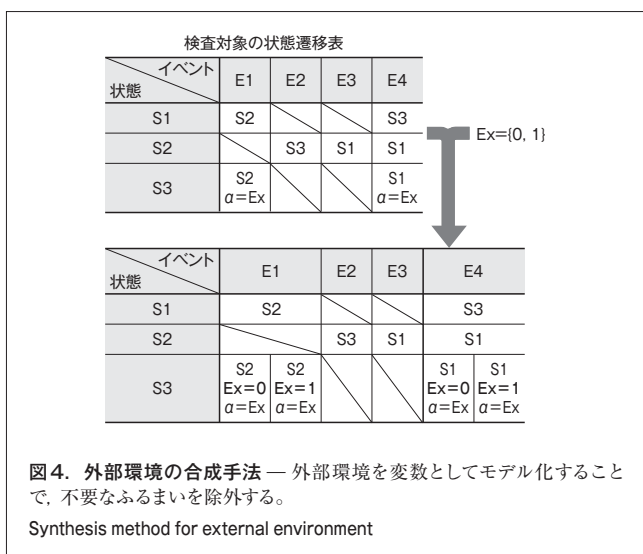 検査対象の状態遷移表
イベント
状態
E1 E2 E3 E4
S1 S2 S3
S2 S3 S1 S1
S3 S2 S1
α=Ex α=Ex
Ex={0, 1}
イベント
状態
E1 E2 E3 E4
S1 S2 S3
S2 S3 S1 S1
S3 S2 S2 S1 S1
Ex=0 Ex=1 Ex=0 Ex=1
α=Ex α=Ex α=Ex α=Ex
図4. 外部環境の合成手法 — 外部環境を変数としてモデル化すること
で, 不要なふるまいを除外する。
Synthesis method for external environment